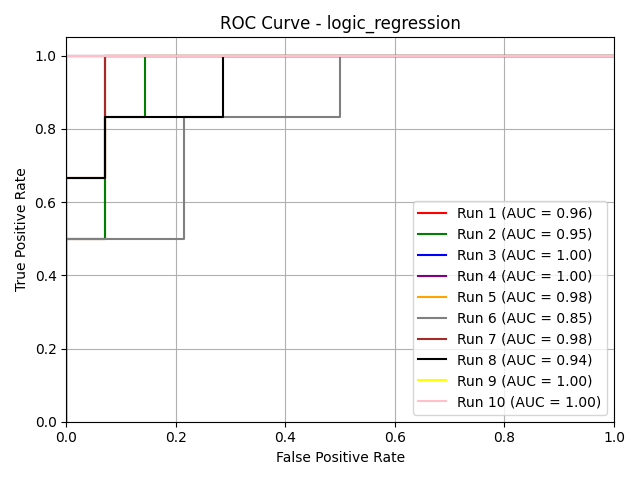 ROC Curve - logic_regression
True Positive Rate
1.0
0.8
0.6
0.4
0.2
0.0
Run 1 (AUC = 0.96)
Run 2 (AUC = 0.95)
Run 3 (AUC = 1.00)
Run 4 (AUC = 1.00)
Run 5 (AUC = 0.98)
Run 6 (AUC = 0.85)
Run 7 (AUC = 0.98)
Run 8 (AUC = 0.94)
Run 9 (AUC = 1.00)
Run 10 (AUC = 1.00)
0.0 0.2 0.4 0.6 0.8 1.0
False Positive Rate